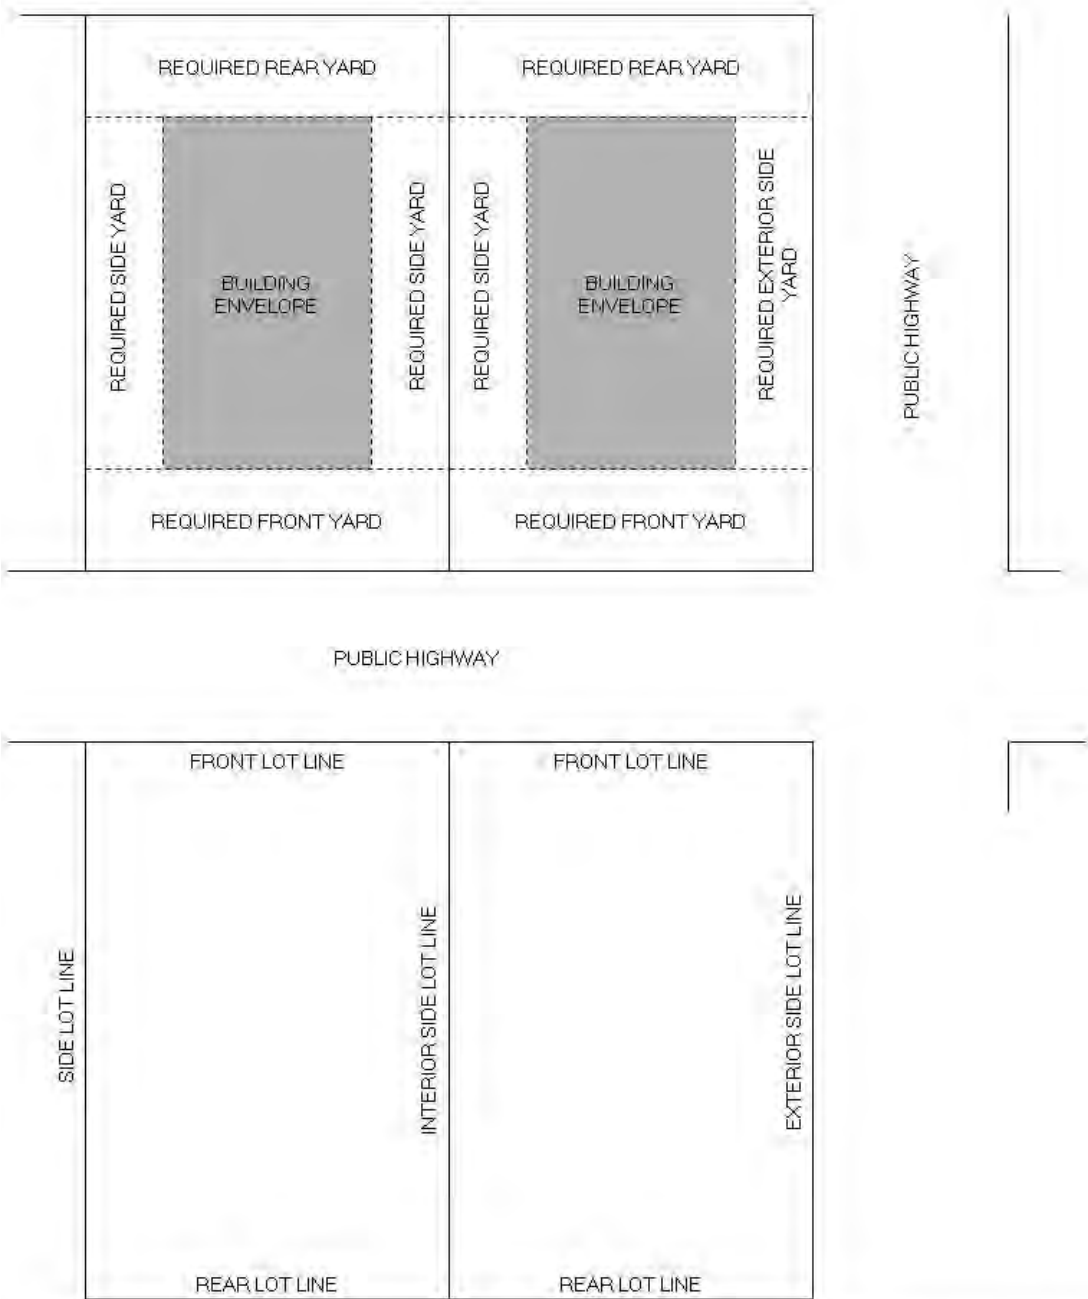 REQUIRED REAR YARD
REQUIRED REAR YARD
REQUIRED SIDE YARD
BUILDING
ENVELOPE
REQUIRED SIDE YARD
REQUIRED SIDE YARD
BUILDING
ENVELOPE
REQUIRED EXTERIOR SIDE
YARD
PUBLIC HIGHWAY
REQUIRED FRONT YARD
REQUIRED FRONT YARD
PUBLIC HIGHWAY
FRONT LOT LINE
FRONT LOT LINE
SIDE LOT LINE
INTERIOR SIDE LOT LINE
EXTERIOR SIDE LOT LINE
REAR LOT LINE
REAR LOT LINE